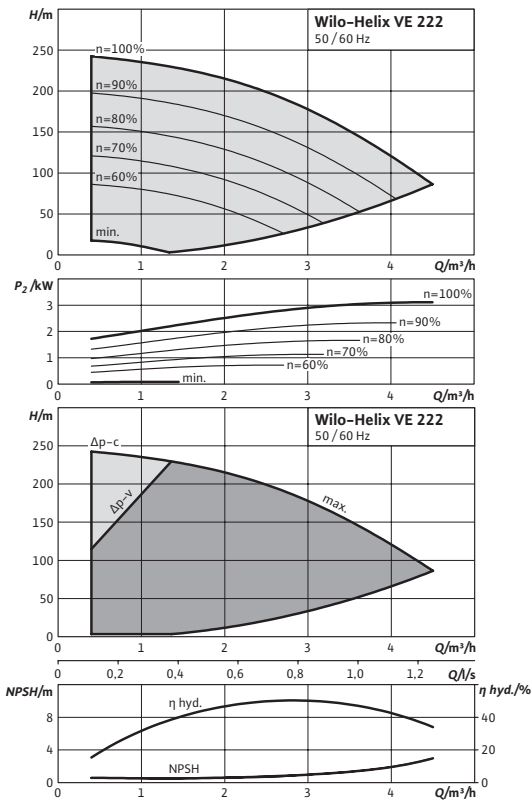 H/m
Wilo-Helix VE 222
50 / 60 Hz
250
n=100%
200
n=90%
150
n=80%
n=70%
100
n=60%
50
min.
0
0
1
2
3
4
Q/m³/h
P₂/kW
3
n=100%
2
n=90%
n=80%
1
n=70%
n=60%
0
min.
0
1
2
3
4
Q/m³/h
H/m
Wilo-Helix VE 222
50 / 60 Hz
250
Δp-c
200
Δp-v
max.
150
100
50
0
0
1
2
3
4
Q/m³/h
0
0,2
0,4
0,6
0,8
1,0
1,2
Q/l/s
NPSH/m
η hyd./%
η hyd.
8
40
4
20
NPSH
0
0
0
1
2
3
4
Q/m³/h